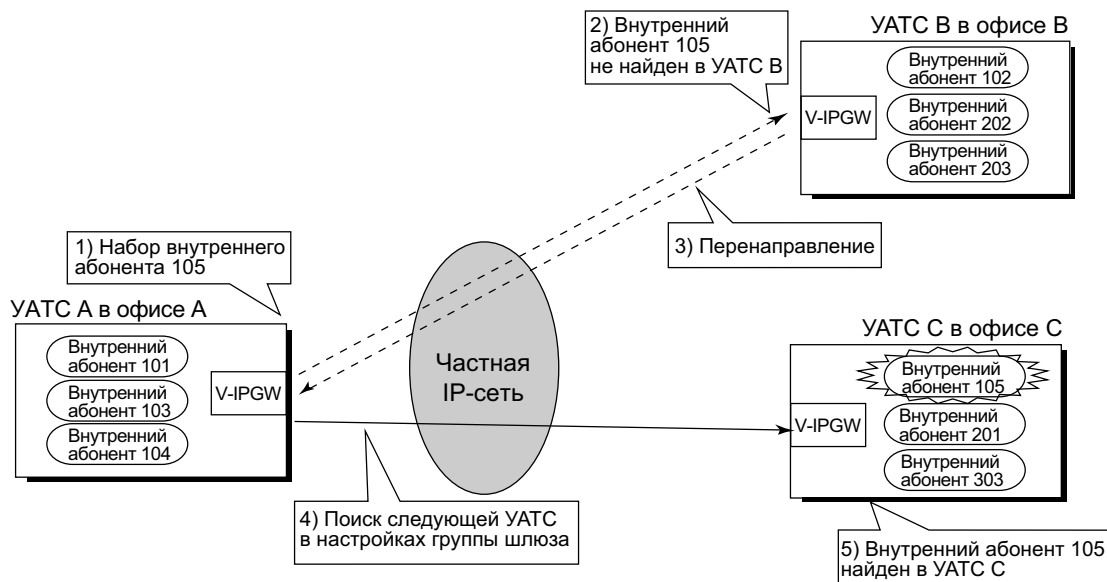 2) Внутренний
абонент 105
не найден в УАТС B
УАТС B в офисе B
Внутренний
абонент 102
V-IPGW
Внутренний
абонент 202
Внутренний
абонент 203
1) Набор внутреннего
абонента 105
3) Перенаправление
УАТС A в офисе A
Внутренний
абонент 101
V-IPGW
Внутренний
абонент 103
Внутренний
абонент 104
Частная
IP-сеть
УАТС C в офисе C
Внутренний
абонент 105
V-IPGW
Внутренний
абонент 201
Внутренний
абонент 303
4) Поиск следующей УАТС
в настройках группы шлюза
5) Внутренний абонент 105
найден в УАТС C